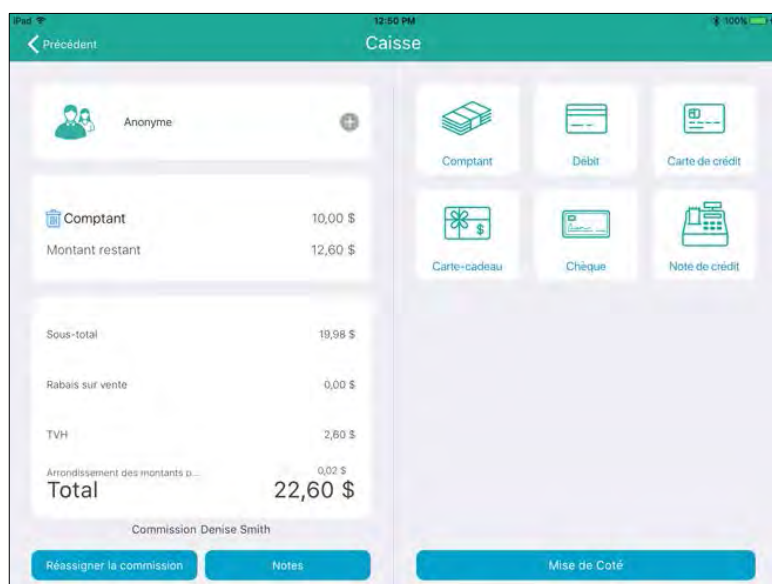 iPad 12:50 PM 100%
Précédent
Caisse
Anonyme
Comptant 10,00 $
Montant restant 12,60 $
Sous-total 19,98 $
Rabais sur vente 0,00 $
TVH 2,60 $
Arrondissement des montants p... 0,02 $
Total 22,60 $
Commission Denise Smith
Réassigner la commission
Notes
Comptant
Débit
Carte de crédit
Carte-cadeau
Chèque
Note de crédit
Mise de Coté